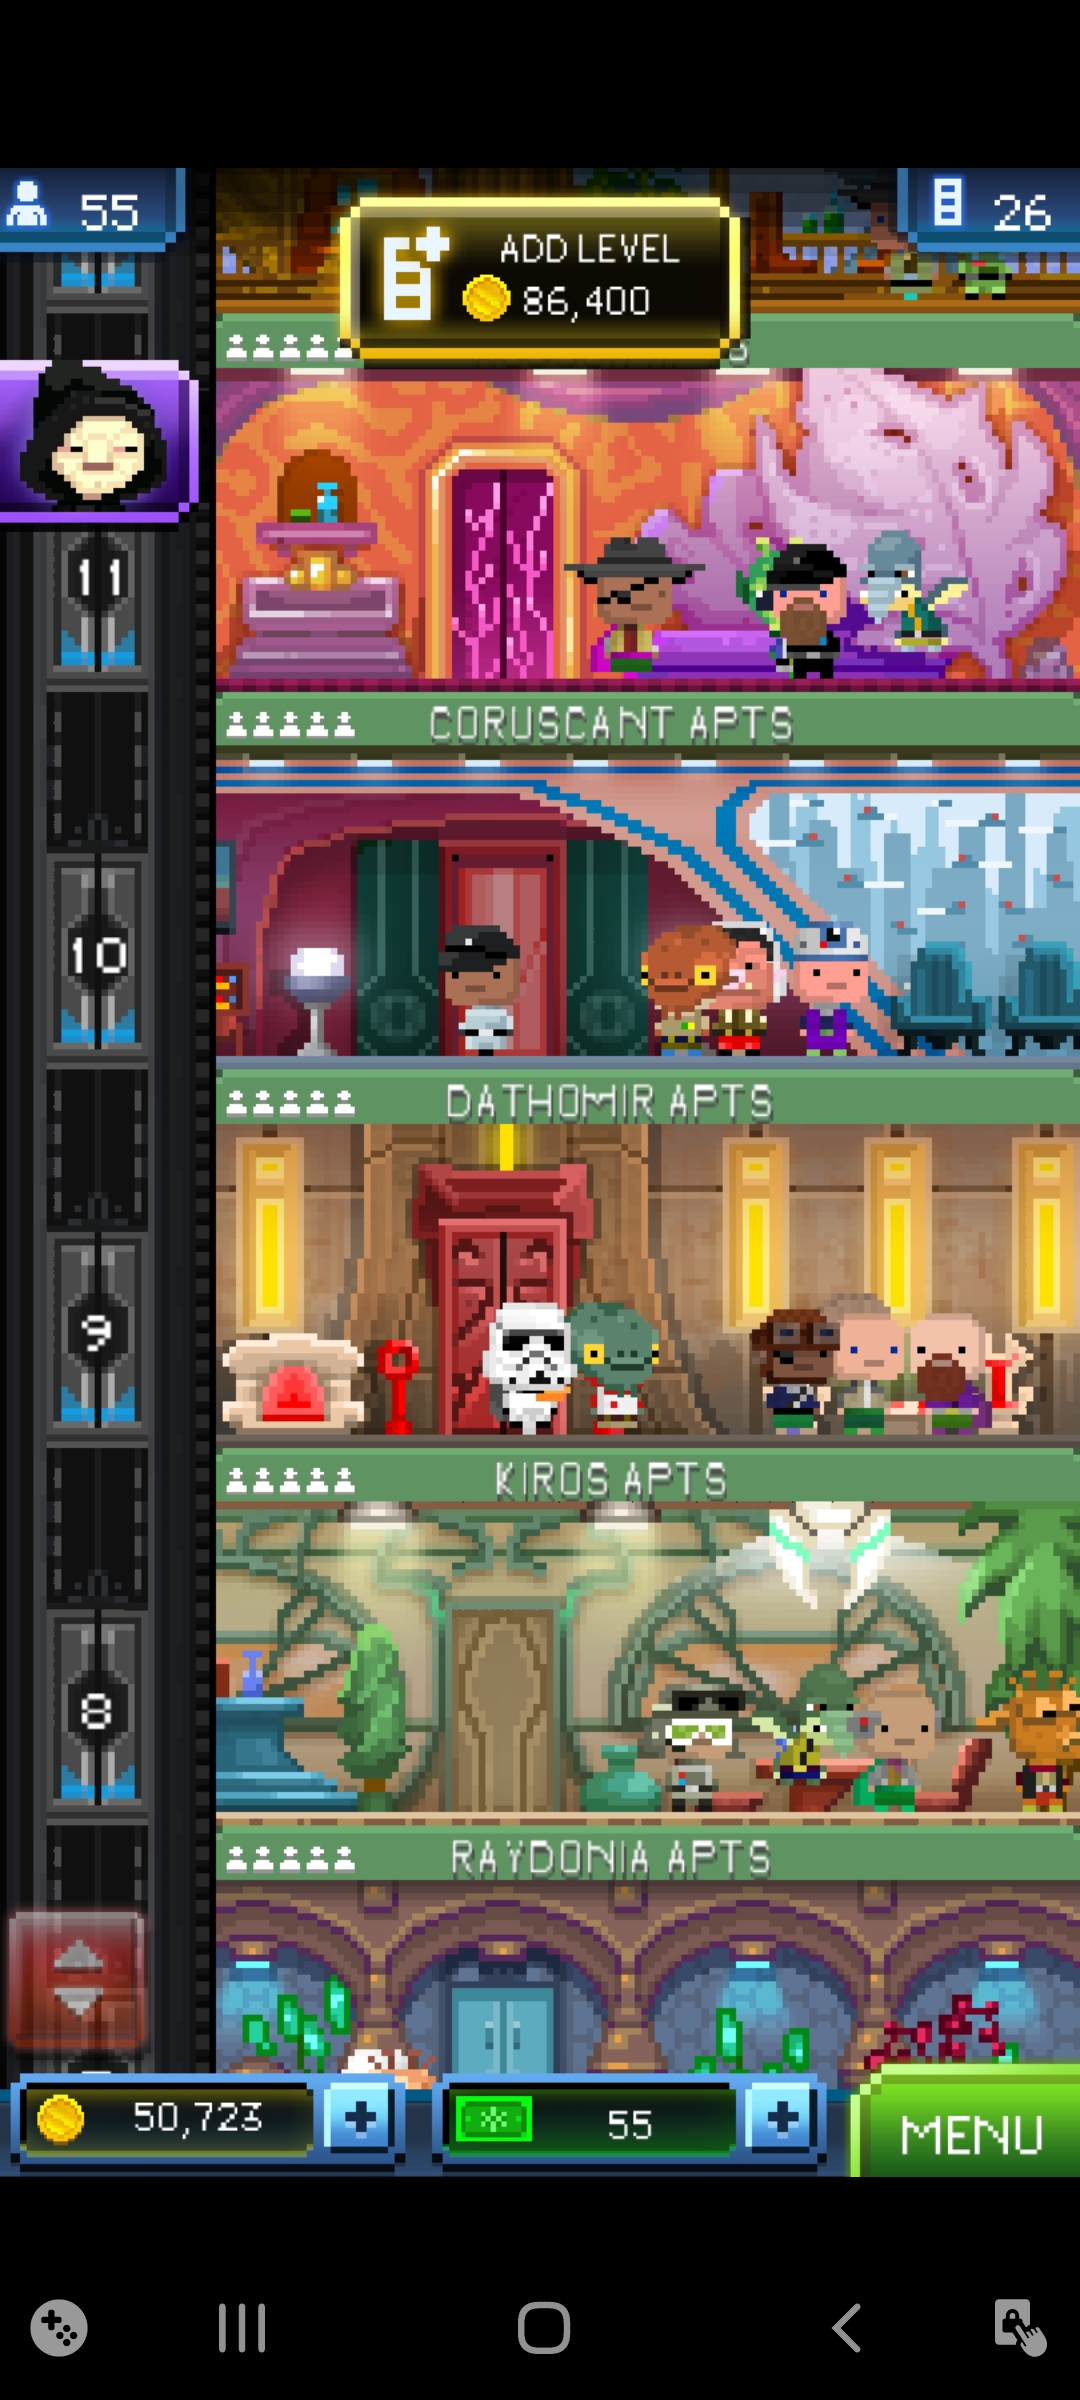 55
ADD LEVEL
86,400
26
11
CORUSCANT APTS
10
DATHOMIR APTS
9
KIROS APTS
8
RAYDONIA APTS
50,723
55
MENU